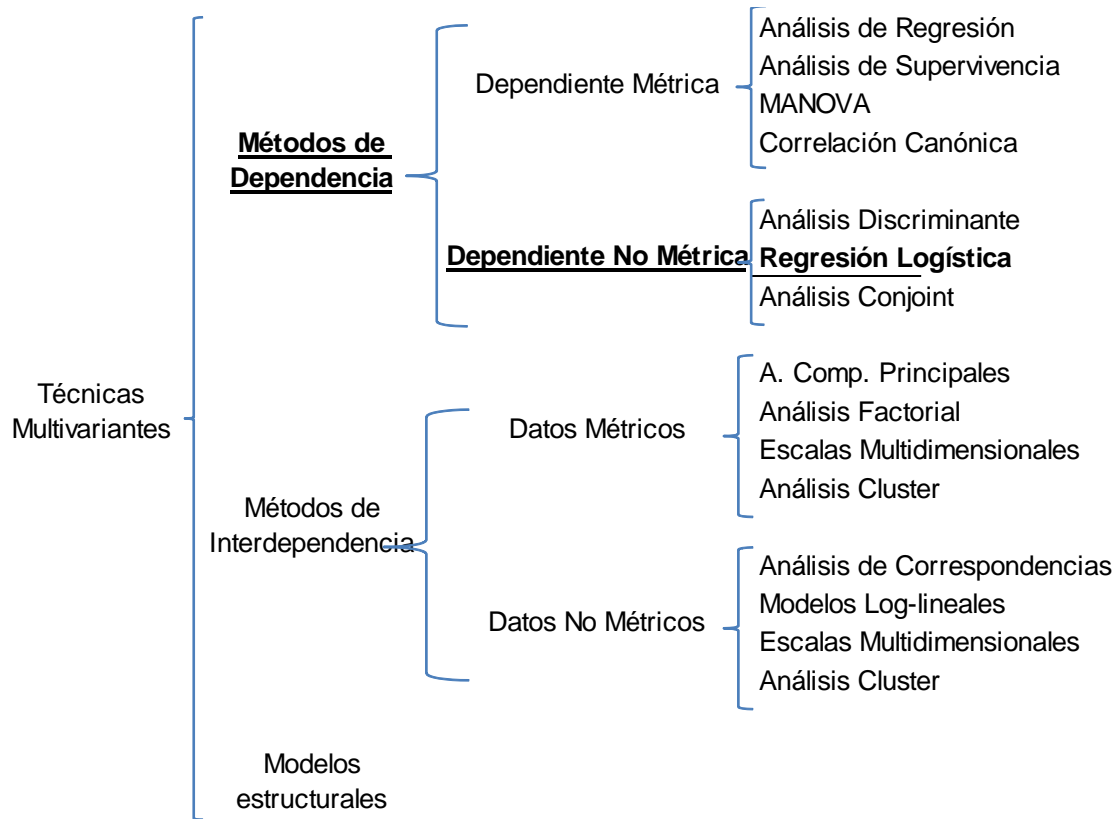 Análisis de Regresión
Análisis de Supervivencia
MANOVA
Correlación Canónica
Dependiente Métrica
Métodos de
Dependencia
Dependiente No Métrica
Análisis Discriminante
Regresión Logística
Análisis Conjoint
Técnicas
Multivariantes
A. Comp. Principales
Análisis Factorial
Escalas Multidimensionales
Análisis Cluster
Datos Métricos
Métodos de
Interdependencia
Datos No Métricos
Análisis de Correspondencias
Modelos Log-lineales
Escalas Multidimensionales
Análisis Cluster
Modelos
estructurales